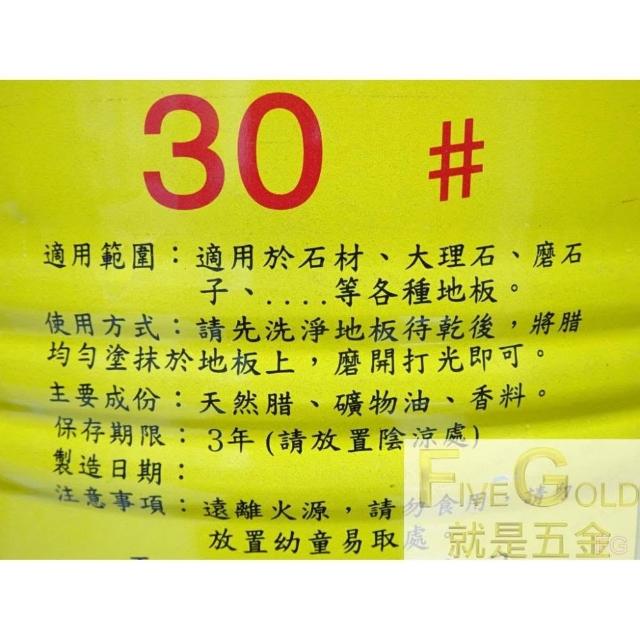 30 #
適用範圍：適用於石材、大理石、磨石
子、....等各種地板。
使用方式：請先洗淨地板待乾後，將腊
均勻塗抹於地板上，磨開打光即可。
主要成份：天然腊、礦物油、香料。
保存期限：3年(請放置陰涼處)
製造日期：
注意事項：遠離火源，請勿食用，請勿
放置幼童易取處。
FIVE GOLD
就是五金
FG